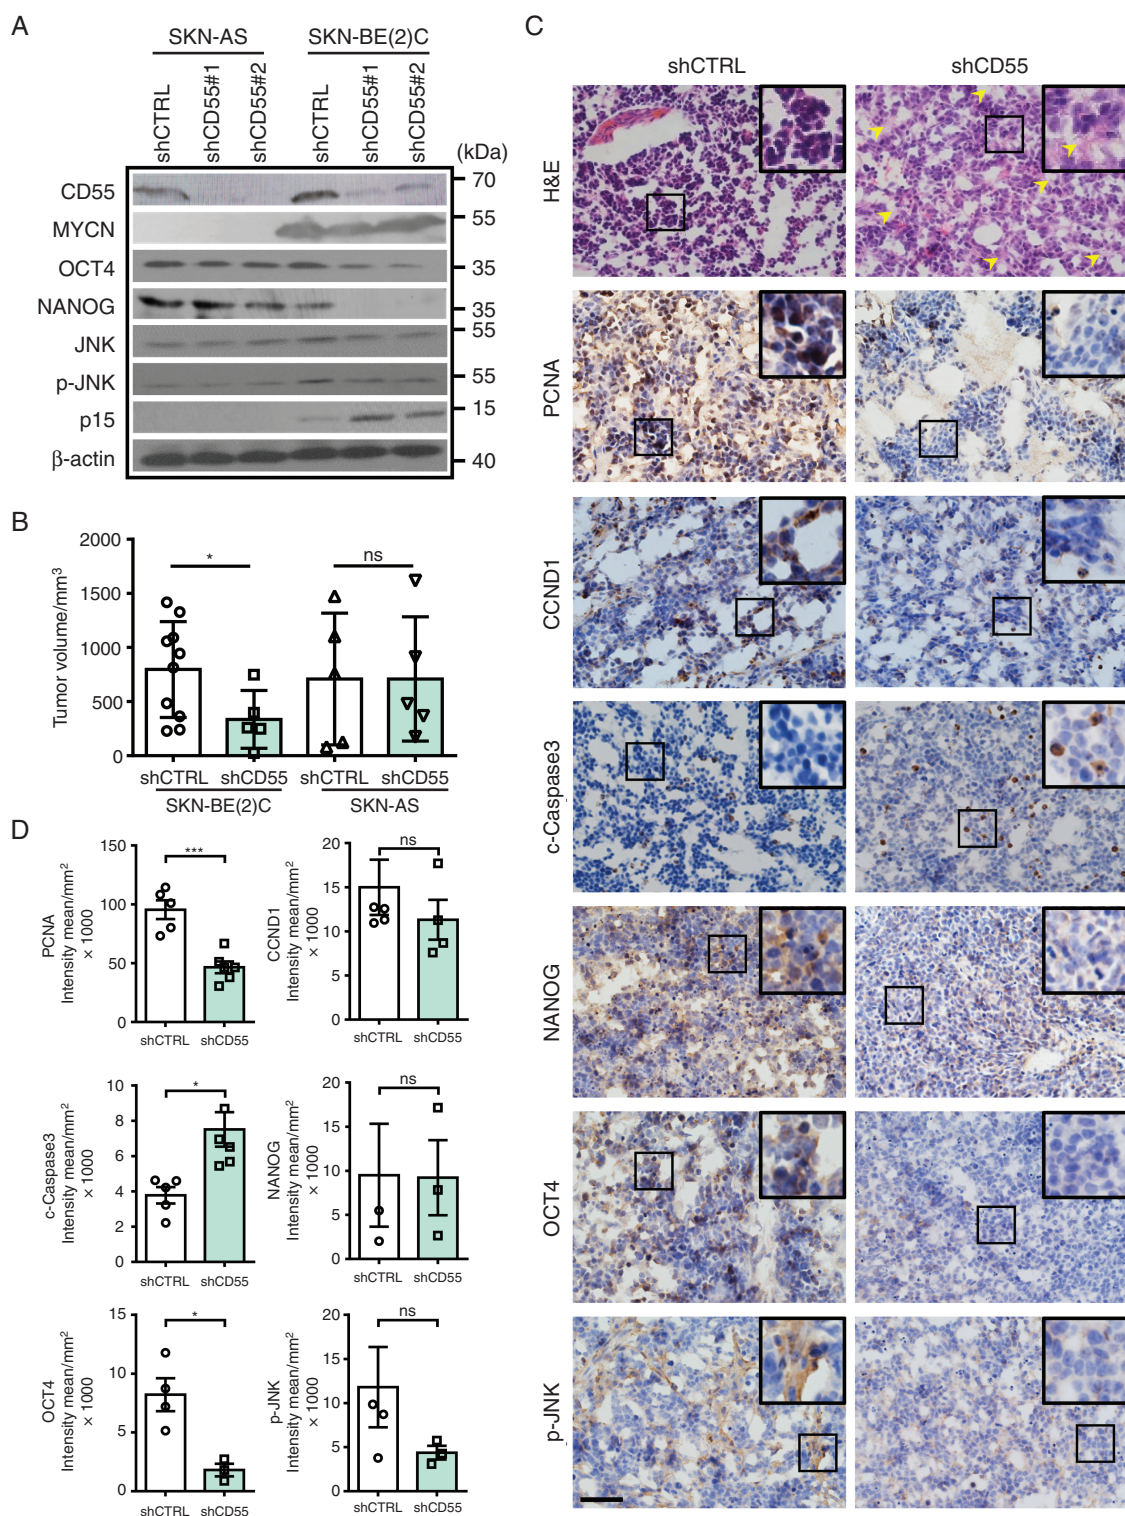 A
SKN-AS
SKN-BE(2)C
shCTRL
shCD55#1
shCD55#2
shCTRL
shCD55#1
shCD55#2
(kDa)
CD55
70
MYCN
55
OCT4
35
NANOG
35
JNK
55
p-JNK
55
p15
15
β-actin
40
B
Tumor volume/mm³
2000
1500
1000
500
0
*
ns
shCTRL
shCD55
shCTRL
shCD55
SKN-BE(2)C
SKN-AS
D
PCNA
Intensity mean/mm²
× 1000
150
100
50
0
***
shCTRL
shCD55
CCND1
Intensity mean/mm²
× 1000
20
15
10
5
0
ns
shCTRL
shCD55
c-Caspase3
Intensity mean/mm²
× 1000
10
8
6
4
2
0
*
shCTRL
shCD55
NANOG
Intensity mean/mm²
× 1000
20
15
10
5
0
ns
shCTRL
shCD55
OCT4
Intensity mean/mm²
× 1000
15
10
5
0
*
shCTRL
shCD55
p-JNK
Intensity mean/mm²
× 1000
20
15
10
5
0
ns
shCTRL
shCD55
C
shCTRL
shCD55
H&E
PCNA
CCND1
c-Caspase3
NANOG
OCT4
p-JNK